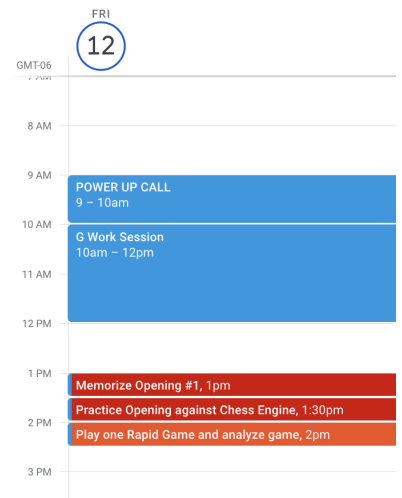 FRI
12
GMT-06
7 AM
8 AM
9 AM
POWER UP CALL
9 – 10am
10 AM
G Work Session
10am – 12pm
11 AM
12 PM
1 PM
Memorize Opening #1, 1pm
Practice Opening against Chess Engine, 1:30pm
2 PM
Play one Rapid Game and analyze game, 2pm
3 PM